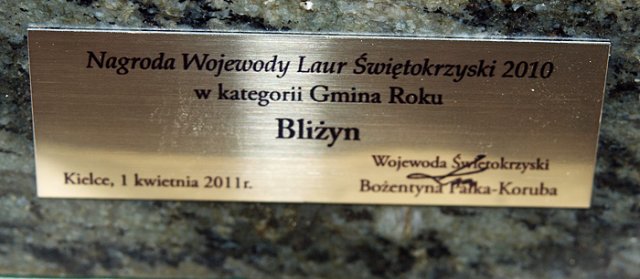 Nagroda Wojewody Laur Świętokrzyski 2010
w kategorii Gmina Roku
Bliżyn
Wojewoda Świętokrzyski
Kielce, 1 kwietnia 2011r.
Bożentyna Pałka-Koruba